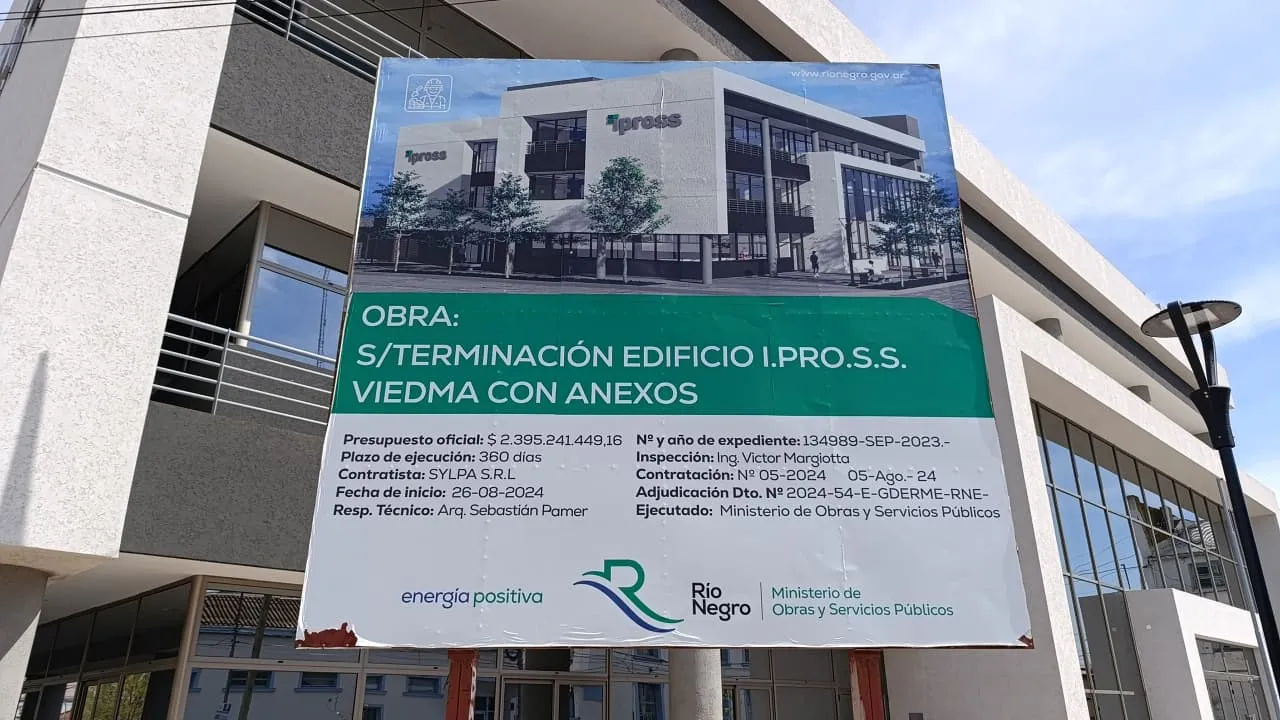 www.rionegro.gov.ar
ipross
ipross
OBRA:
S/TERMINACIÓN EDIFICIO I.PRO.S.S.
VIEDMA CON ANEXOS
Presupuesto oficial: $ 2.395.241.449,16
Plazo de ejecución: 360 días
Contratista: SYLPA S.R.L
Fecha de inicio: 26-08-2024
Resp. Técnico: Arq. Sebastián Pamer
Nº y año de expediente: 134989-SEP-2023.-
Inspección: Ing. Victor Margiotta
Contratación: Nº 05-2024 05-Ago.- 24
Adjudicación Dto. Nº 2024-54-E-GDERME-RNE-
Ejecutado: Ministerio de Obras y Servicios Públicos
energía positiva
Río
Negro
Ministerio de
Obras y Servicios Públicos